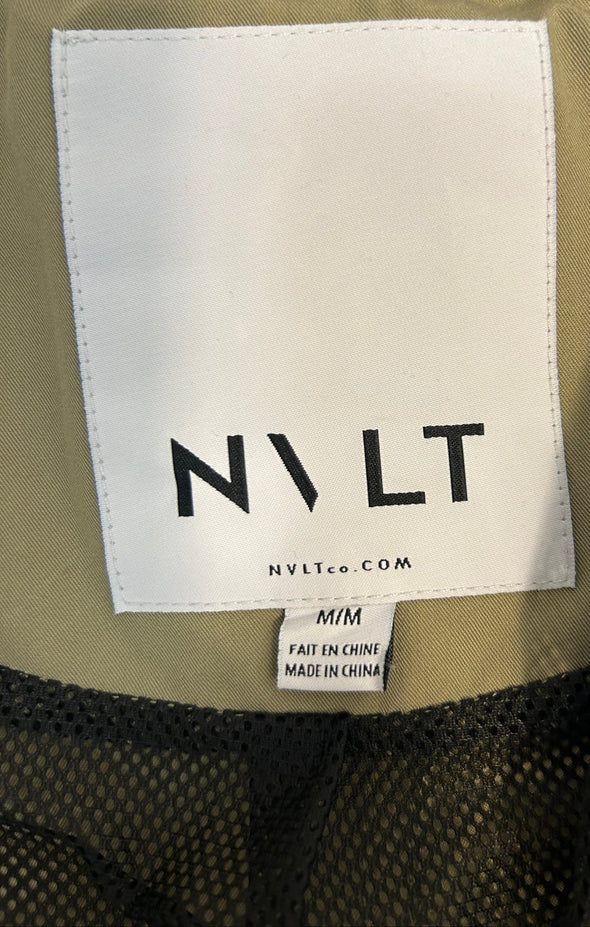 NVLT
NVLTco.COM
M/M
FAIT EN CHINE
MADE IN CHINA